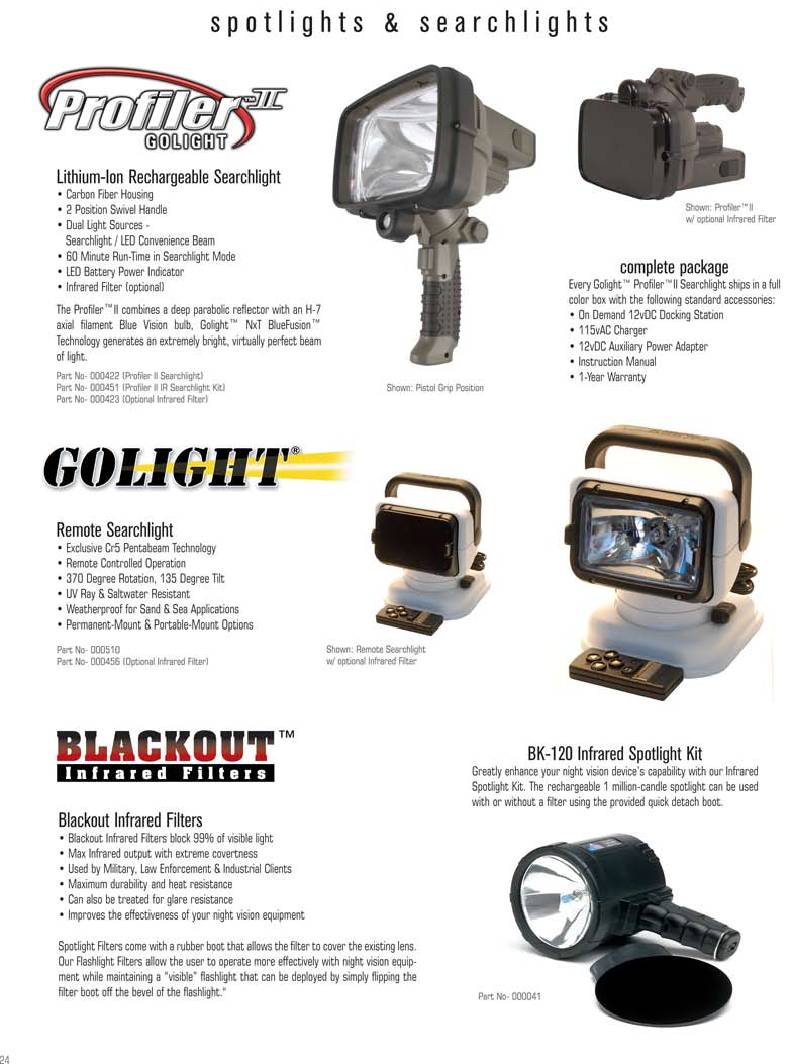 spotlights & searchlights
Profiler™II
GOLIGHT
Lithium-Ion Rechargeable Searchlight
• Carbon Fiber Housing
• 2 Position Swivel Handle
• Dual Light Sources -
Searchlight / LED Convenience Beam
• 60 Minute Run-Time in Searchlight Mode
• LED Battery Power Indicator
• Infrared Filter (optional)
The Profiler™II combines a deep parabolic reflector with an H-7
axial filament Blue Vision bulb, Golight™ NxT BlueFusion™
Technology generates an extremely bright, virtually perfect beam
of light.
Part No- 000422 (Profiler II Searchlight)
Part No- 000451 (Profiler II IR Searchlight Kit)
Part No- 000423 (Optional Infrared Filter)
Shown: Pistol Grip Position
Shown: Profiler™II
w/ optional Infrared Filter
complete package
Every Golight™ Profiler™II Searchlight ships in a full
color box with the following standard accessories:
• On Demand 12vDC Docking Station
• 115vAC Charger
• 12vDC Auxiliary Power Adapter
• Instruction Manual
• 1-Year Warranty
GOLIGHT®
Remote Searchlight
• Exclusive Cr5 Pentabeam Technology
• Remote Controlled Operation
• 370 Degree Rotation, 135 Degree Tilt
• UV Ray & Saltwater Resistant
• Weatherproof for Sand & Sea Applications
• Permanent-Mount & Portable-Mount Options
Part No- 000510
Part No- 000456 (Optional Infrared Filter)
Shown: Remote Searchlight
w/ optional Infrared Filter
BLACKOUT™
Infrared Filters
Blackout Infrared Filters
• Blackout Infrared Filters block 99% of visible light
• Max Infrared output with extreme covertness
• Used by Military, Law Enforcement & Industrial Clients
• Maximum durability and heat resistance
• Can also be treated for glare resistance
• Improves the effectiveness of your night vision equipment
Spotlight Filters come with a rubber boot that allows the filter to cover the existing lens.
Our Flashlight Filters allow the user to operate more effectively with night vision equip-
ment while maintaining a "visible" flashlight that can be deployed by simply flipping the
filter boot off the bevel of the flashlight."
BK-120 Infrared Spotlight Kit
Greatly enhance your night vision device's capability with our Infrared
Spotlight Kit. The rechargeable 1 million-candle spotlight can be used
with or without a filter using the provided quick detach boot.
Part No- 000041
24